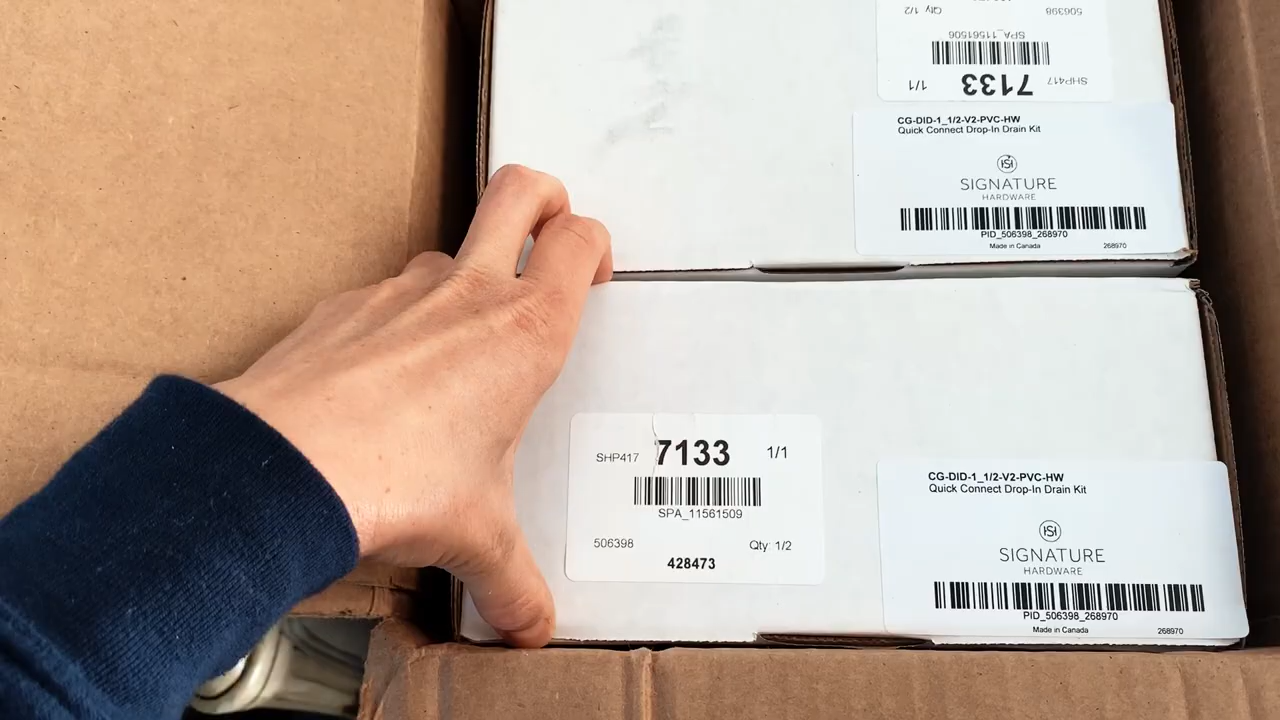 Qty 1/2
506398
SPA_11561506
SHP417
7133
1/1
CG-DID-1_1/2-V2-PVC-HW
Quick Connect Drop-In Drain Kit
SIGNATURE
HARDWARE
PID_506398_268970
Made in Canada 268970
SHP417 7133 1/1
SPA_11561509
506398 Qty: 1/2
428473
CG-DID-1_1/2-V2-PVC-HW
Quick Connect Drop-In Drain Kit
SIGNATURE
HARDWARE
PID_506398_268970
Made in Canada 268970